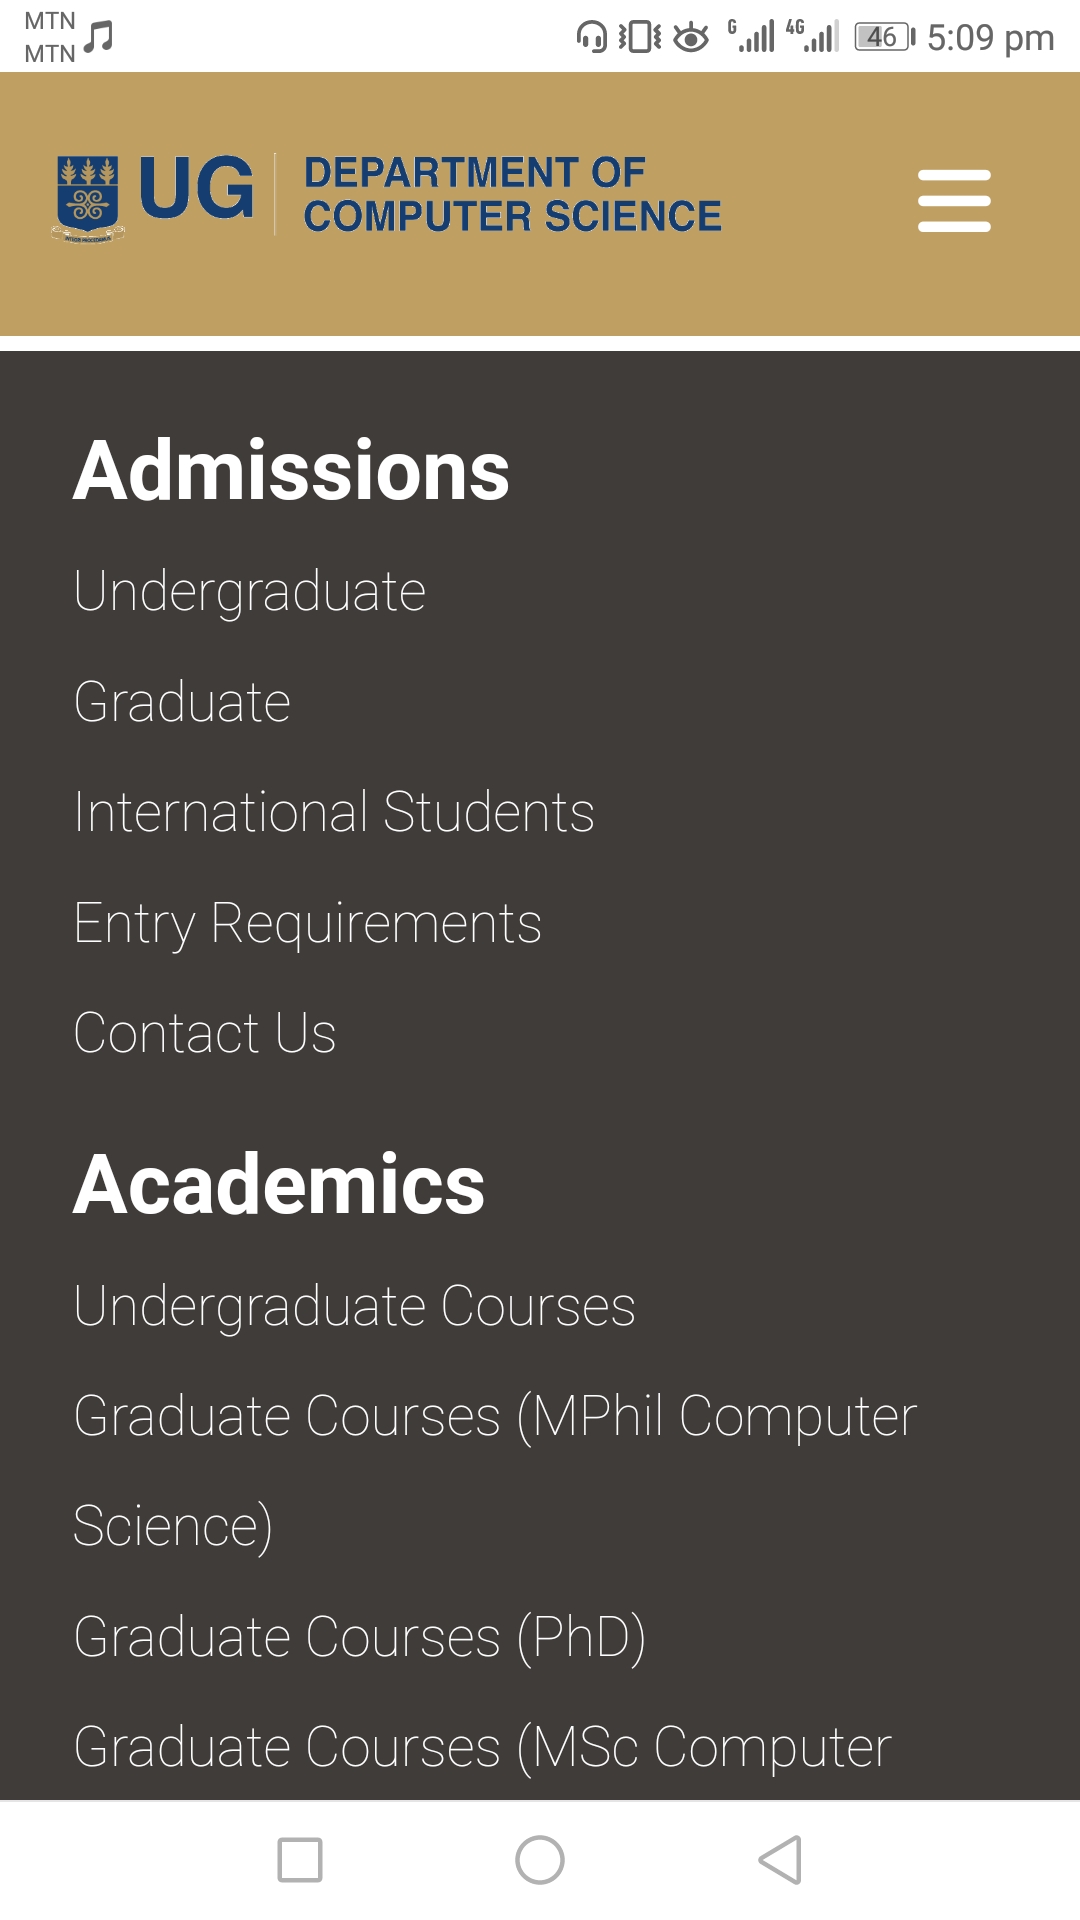 MTN
MTN
G
4G
46
5:09 pm
UG
DEPARTMENT OF
COMPUTER SCIENCE
Admissions
Undergraduate
Graduate
International Students
Entry Requirements
Contact Us
Academics
Undergraduate Courses
Graduate Courses (MPhil Computer
Science)
Graduate Courses (PhD)
Graduate Courses (MSc Computer